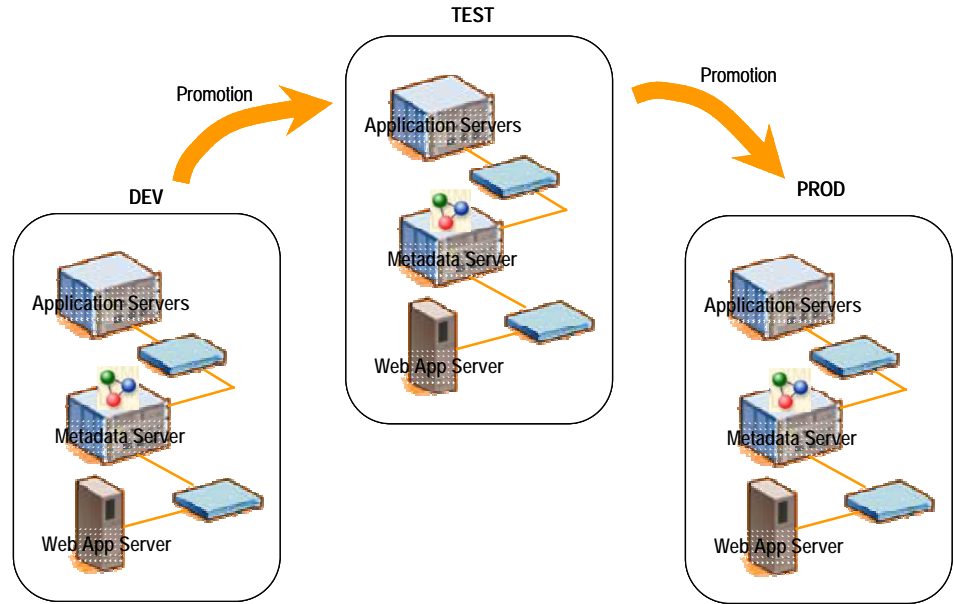 TEST
Promotion
Promotion
Application Servers
DEV
PROD
Metadata Server
Application Servers
Application Servers
Web App Server
Metadata Server
Metadata Server
Web App Server
Web App Server